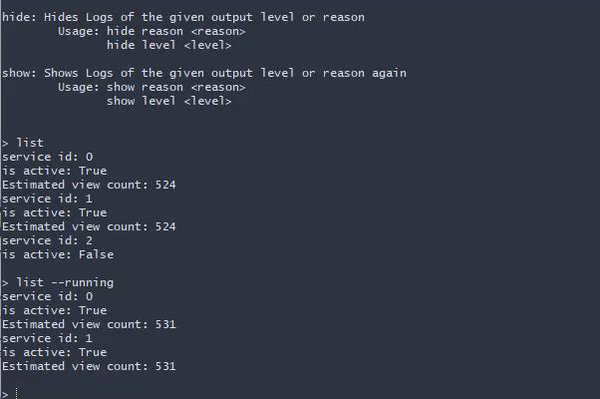 hide: Hides Logs of the given output level or reason
Usage: hide reason <reason>
hide level <level>
show: Shows Logs of the given output level or reason again
Usage: show reason <reason>
show level <level>
> list
service id: 0
is active: True
Estimated view count: 524
service id: 1
is active: True
Estimated view count: 524
service id: 2
is active: False
> list --running
service id: 0
is active: True
Estimated view count: 531
service id: 1
is active: True
Estimated view count: 531
>